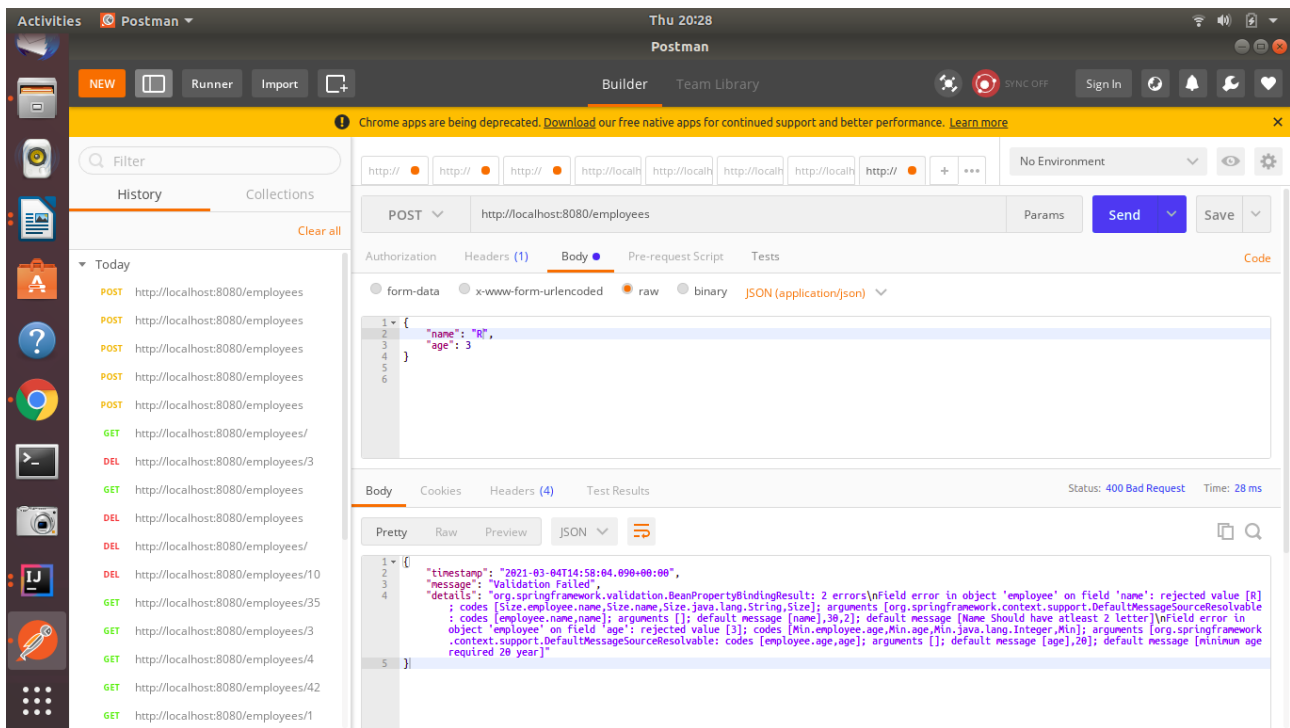 Activities Postman Thu 20:28
Postman
NEW Runner Import Builder Team Library SYNC OFF Sign In
Chrome apps are being deprecated. Download our free native apps for continued support and better performance. Learn more
Filter
History Collections
Clear all
Today
POST http://localhost:8080/employees
POST http://localhost:8080/employees
POST http://localhost:8080/employees
POST http://localhost:8080/employees
POST http://localhost:8080/employees
GET http://localhost:8080/employees/
DEL http://localhost:8080/employees/3
GET http://localhost:8080/employees
DEL http://localhost:8080/employees
DEL http://localhost:8080/employees/
DEL http://localhost:8080/employees/10
GET http://localhost:8080/employees/35
GET http://localhost:8080/employees/3
GET http://localhost:8080/employees/4
GET http://localhost:8080/employees/42
GET http://localhost:8080/employees/1
http:// http:// http:// http://localh http://localh http://localh http://localh http:// + ••• No Environment
POST http://localhost:8080/employees Params Send Save
Authorization Headers (1) Body Pre-request Script Tests Code
form-data x-www-form-urlencoded raw binary JSON (application/json)
1 {
2 "name": "R",
3 "age": 3
4 }
5
6
Body Cookies Headers (4) Test Results Status: 400 Bad Request Time: 28 ms
Pretty Raw Preview JSON
1 {
2 "timestamp": "2021-03-04T14:58:04.090+00:00",
3 "message": "Validation Failed",
4 "details": "org.springframework.validation.BeanPropertyBindingResult: 2 errors\nField error in object 'employee' on field 'name': rejected value [R]
; codes [Size.employee.name,Size.name,Size.java.lang.String,Size]; arguments [org.springframework.context.support.DefaultMessageSourceResolvable
: codes [employee.name,name]; arguments []; default message [name],30,2]; default message [Name Should have atleast 2 letter]\nField error in
object 'employee' on field 'age': rejected value [3]; codes [Min.employee.age,Min.age,Min.java.lang.Integer,Min]; arguments [org.springframework
.context.support.DefaultMessageSourceResolvable: codes [employee.age,age]; arguments []; default message [age],20]; default message [minimum age
required 20 year]"
5 }